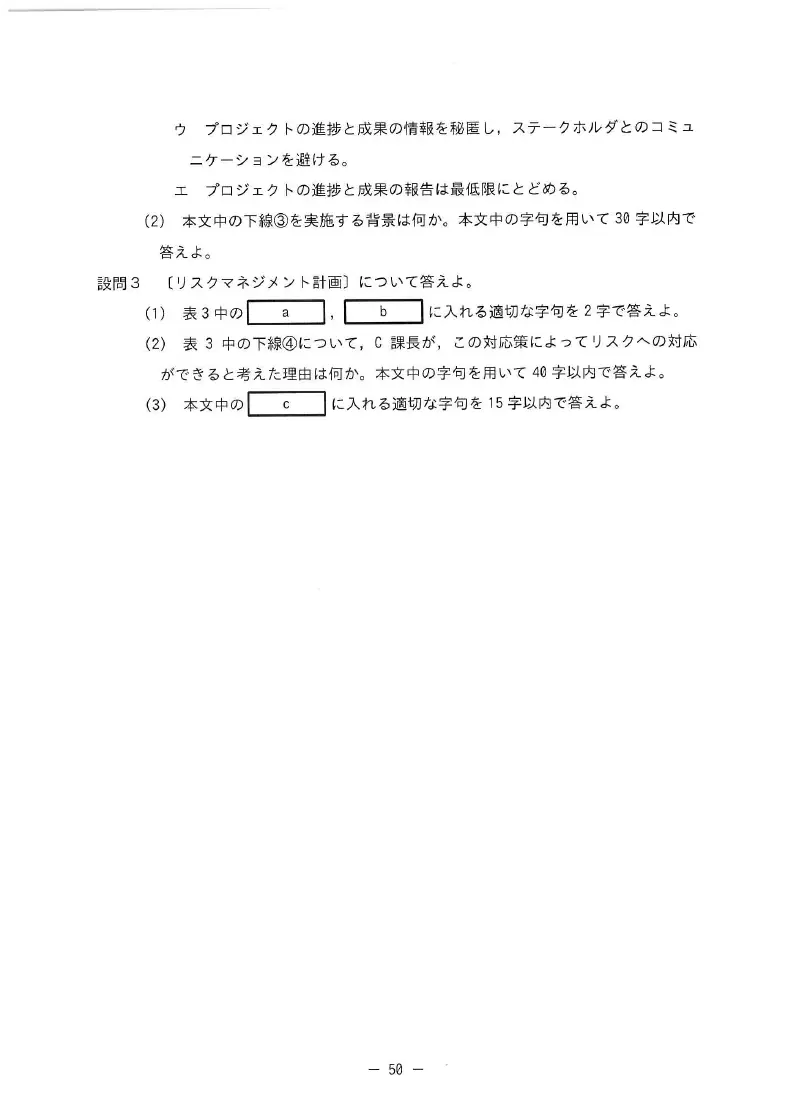 ウ　プロジェクトの進捗と成果の情報を秘匿し，ステークホルダとのコミュ
ニケーションを避ける。
エ　プロジェクトの進捗と成果の報告は最低限にとどめる。
(2)　本文中の下線③を実施する背景は何か。本文中の字句を用いて 30 字以内で
答えよ。
設問３　〔リスクマネジメント計画〕について答えよ。
(1)　表３中の a ， b に入れる適切な字句を２字で答えよ。
(2)　表 3 中の下線④について，C 課長が，この対応策によってリスクへの対応
ができると考えた理由は何か。本文中の字句を用いて 40 字以内で答えよ。
(3)　本文中の c に入れる適切な字句を 15 字以内で答えよ。
－ 50 －